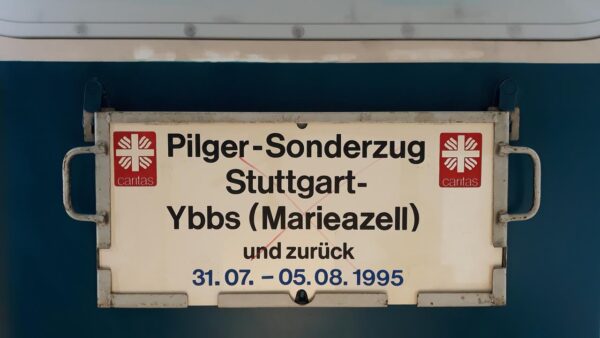 Pilger-Sonderzug
Stuttgart-
Ybbs (Marieazell)
und zurück
31.07. – 05.08. 1995
caritas
caritas